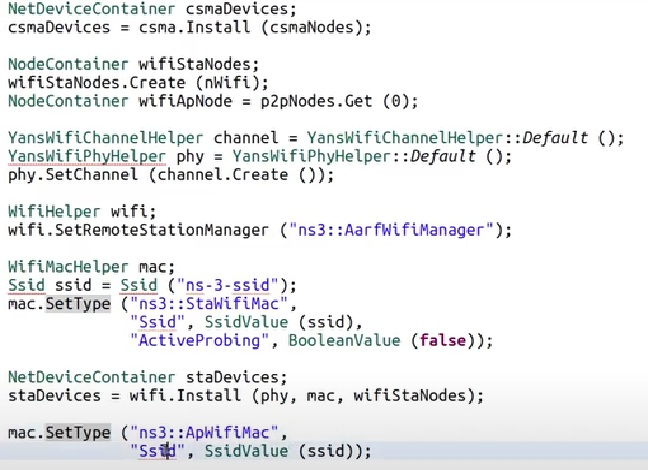 NetDeviceContainer csmaDevices;
csmaDevices = csma.Install (csmaNodes);
NodeContainer wifiStaNodes;
wifiStaNodes.Create (nWifi);
NodeContainer wifiApNode = p2pNodes.Get (0);
YansWifiChannelHelper channel = YansWifiChannelHelper::Default ();
YansWifiPhyHelper phy = YansWifiPhyHelper::Default ();
phy.SetChannel (channel.Create ());
WifiHelper wifi;
wifi.SetRemoteStationManager ("ns3::AarfWifiManager");
WifiMacHelper mac;
Ssid ssid = Ssid ("ns-3-ssid");
mac.SetType ("ns3::StaWifiMac",
"Ssid", SsidValue (ssid),
"ActiveProbing", BooleanValue (false));
NetDeviceContainer staDevices;
staDevices = wifi.Install (phy, mac, wifiStaNodes);
mac.SetType ("ns3::ApWifiMac",
"Ssid", SsidValue (ssid));